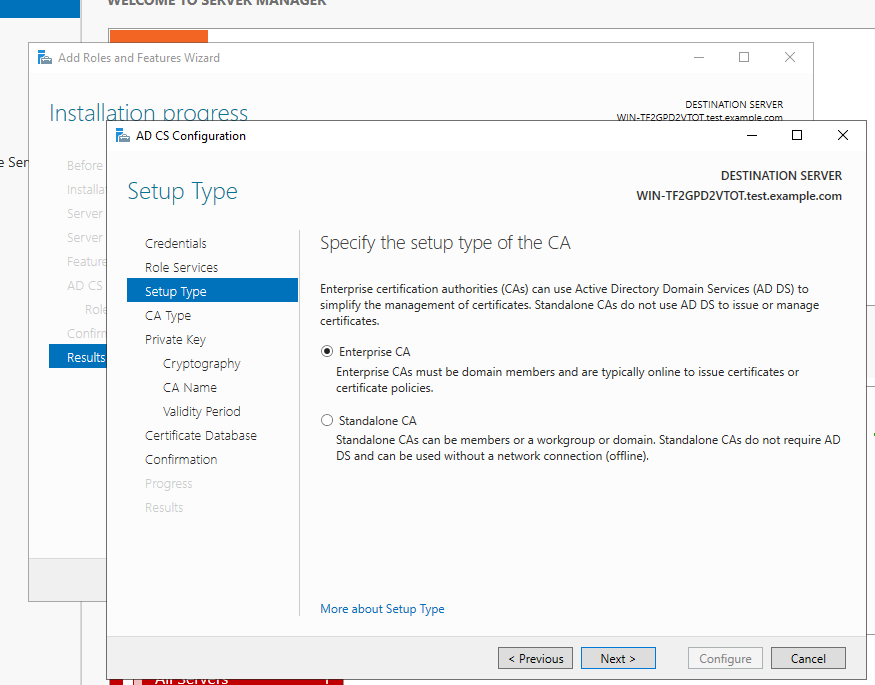 WELCOME TO SERVER MANAGER
Add Roles and Features Wizard
Installation progress
DESTINATION SERVER
WIN-TF2GPD2VTOT.test.example.com
Before
Server
Server
AD CS
Results
AD CS Configuration
Setup Type
DESTINATION SERVER
WIN-TF2GPD2VTOT.test.example.com
Credentials
Role Services
Setup Type
CA Type
Private Key
Cryptography
CA Name
Validity Period
Certificate Database
Confirmation
Progress
Results
Specify the setup type of the CA
Enterprise certification authorities (CAs) can use Active Directory Domain Services (AD DS) to
simplify the management of certificates. Standalone CAs do not use AD DS to issue or manage
certificates.
Enterprise CA
Enterprise CAs must be domain members and are typically online to issue certificates or
certificate policies.
Standalone CA
Standalone CAs can be members or a workgroup or domain. Standalone CAs do not require AD
DS and can be used without a network connection (offline).
More about Setup Type
< Previous
Next >
Configure
Cancel
All Servers
1